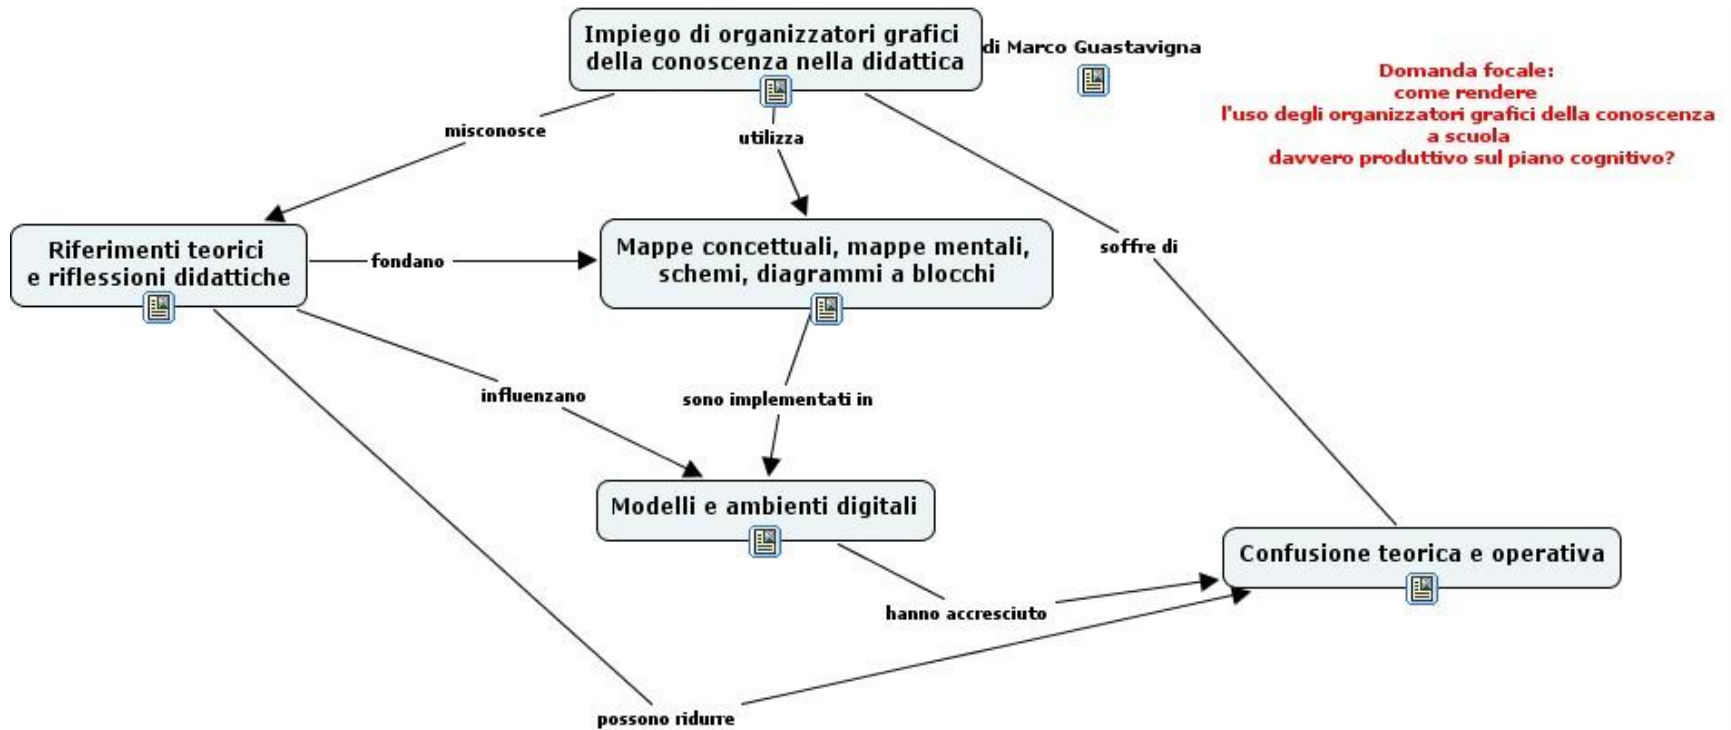 Impiego di organizzatori grafici
della conoscenza nella didattica
di Marco Guastavigna
Domanda focale:
come rendere
l'uso degli organizzatori grafici della conoscenza
a scuola
davvero produttivo sul piano cognitivo?
misconosce
utilizza
soffre di
Riferimenti teorici
e riflessioni didattiche
fondano
Mappe concettuali, mappe mentali,
schemi, diagrammi a blocchi
influenzano
sono implementati in
Modelli e ambienti digitali
Confusione teorica e operativa
hanno accresciuto
possono ridurre